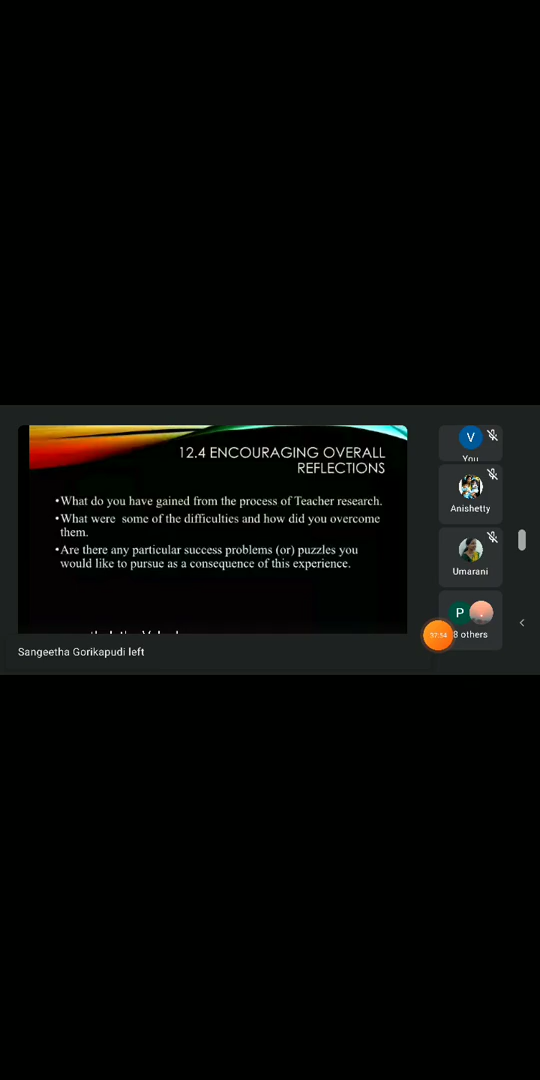 12.4 ENCOURAGING OVERALL
REFLECTIONS
•What do you have gained from the process of Teacher research.
•What were some of the difficulties and how did you overcome
them.
•Are there any particular success problems (or) puzzles you
would like to pursue as a consequence of this experience.
Sangeetha Gorikapudi left
V
You
Anishetty
Umarani
P
8 others
37:54